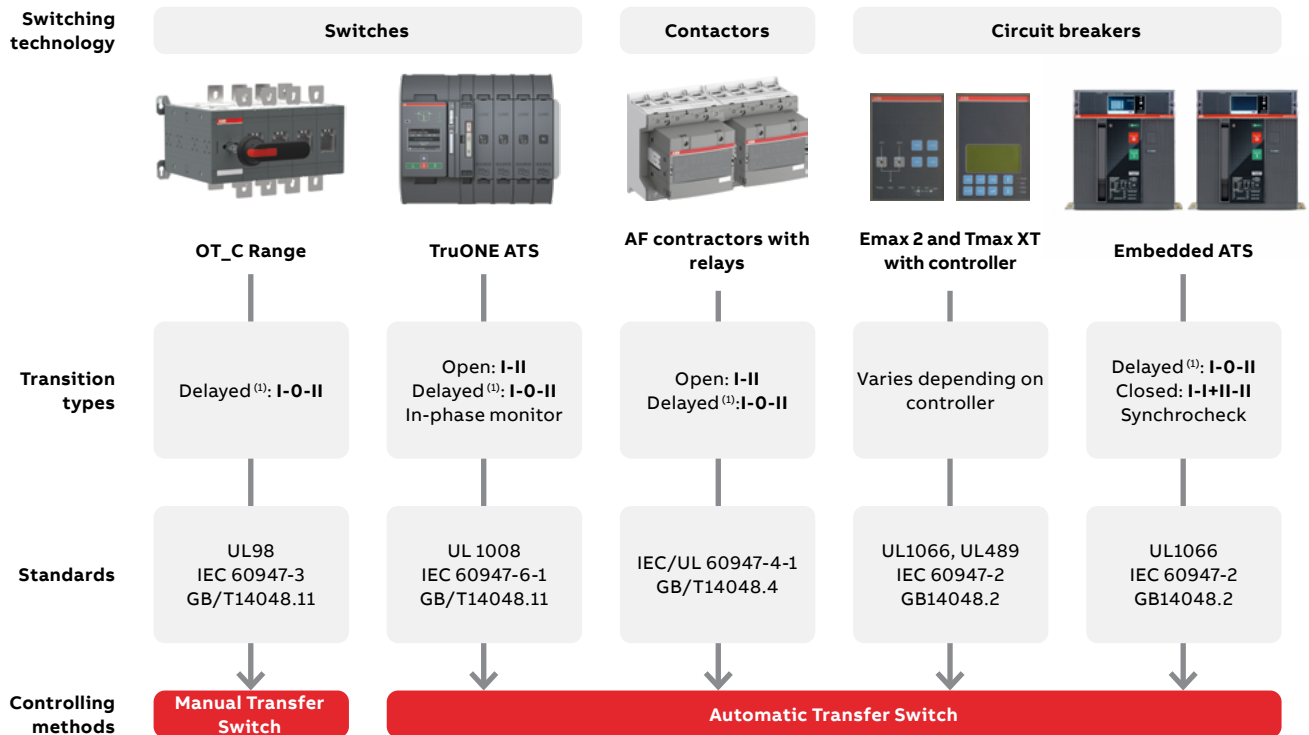 Switching
technology
Switches
Contactors
Circuit breakers
OT_C Range
TruONE ATS
AF contractors with
relays
Emax 2 and Tmax XT
with controller
Embedded ATS
Transition
types
Delayed (1): I-0-II
Open: I-II
Delayed (1): I-0-II
In-phase monitor
Open: I-II
Delayed (1):I-0-II
Varies depending on
controller
Delayed (1): I-0-II
Closed: I-I+II-II
Synchrocheck
Standards
UL98
IEC 60947-3
GB/T14048.11
UL 1008
IEC 60947-6-1
GB/T14048.11
IEC/UL 60947-4-1
GB/T14048.4
UL1066, UL489
IEC 60947-2
GB14048.2
UL1066
IEC 60947-2
GB14048.2
Controlling
methods
Manual Transfer
Switch
Automatic Transfer Switch